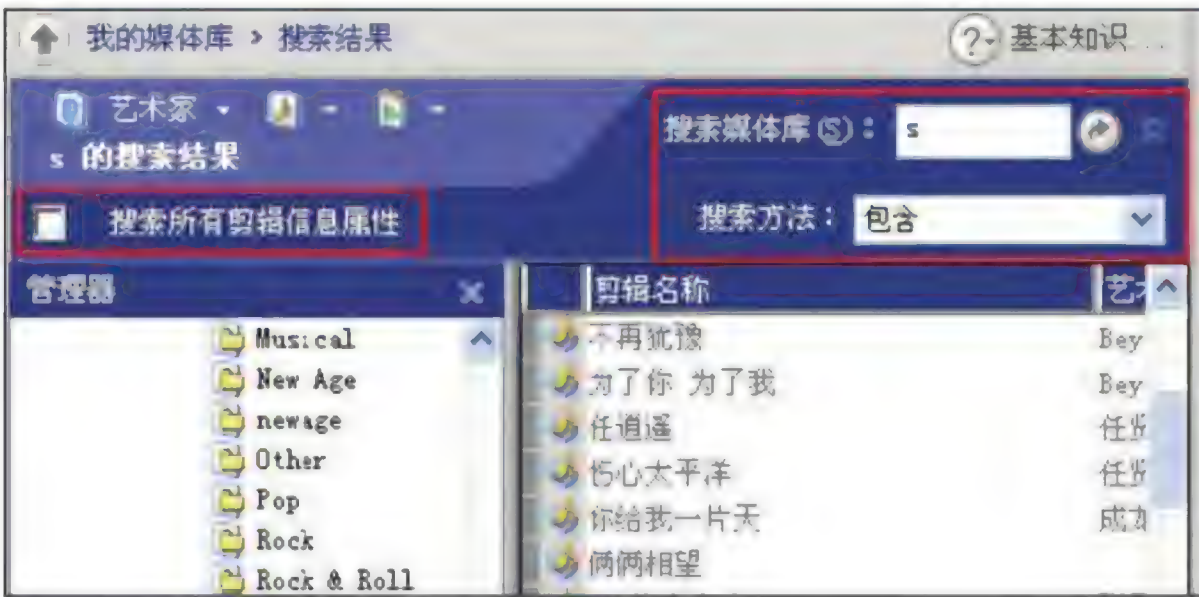 我的媒体库 > 搜索结果
基本知识 ...
艺术家
s 的搜索结果
搜索媒体库(S): s
搜索所有剪辑信息属性
搜索方法: 包含
管理器
Musical
New Age
newage
Other
Pop
Rock
Rock & Roll
剪辑名称 艺
不再犹豫 Bey
为了你 为了我 Bey
任逍遥 任
伤心太平洋 任
你给我一片天 成
俩俩相望